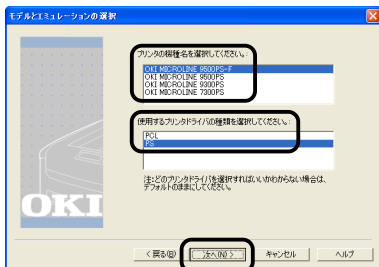 モデルとエミュレーションの選択
プリンタの機種名を選択してください。:
OKI MICROLINE 9500PS-F
OKI MICROLINE 9500PS
OKI MICROLINE 9300PS
OKI MICROLINE 7300PS
使用するプリンタドライバの種類を選択してください。:
PCL
PS
注:どのプリンタドライバを選択すればいいかわからない場合は、
デフォルトのままにしてください。
OKI
< 戻る(B)
次へ(N) >
キャンセル
ヘルプ